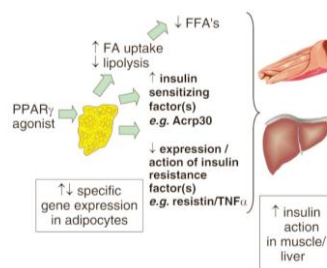 ↓ FFA's
↑ FA uptake
↓ lipolysis
PPARγ
agonist
↑ insulin
sensitizing
factor(s)
e.g. Acrp30
↓ expression /
action of insulin
resistance
factor(s)
e.g. resistin/TNFα
↑↓ specific
gene expression
in adipocytes
↑ insulin
action
in muscle/
liver